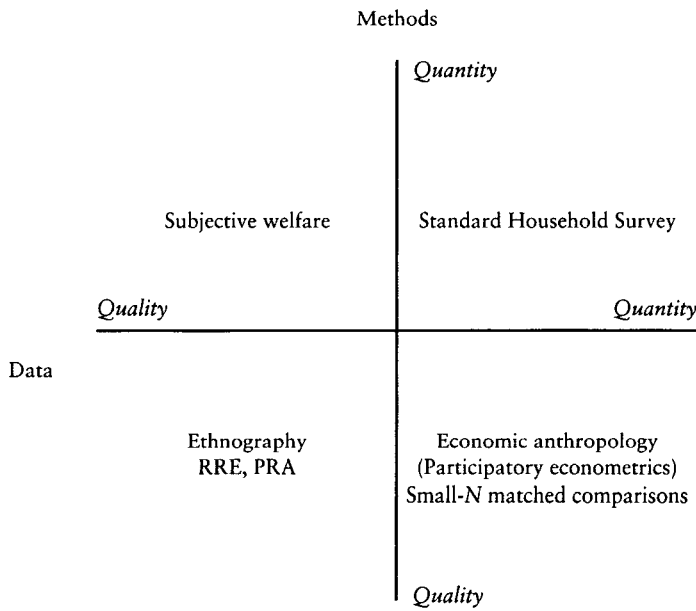 Methods
Quantity
Subjective welfare
Standard Household Survey
Quality
Quantity
Data
Ethnography
RRE, PRA
Economic anthropology
(Participatory econometrics)
Small-N matched comparisons
Quality